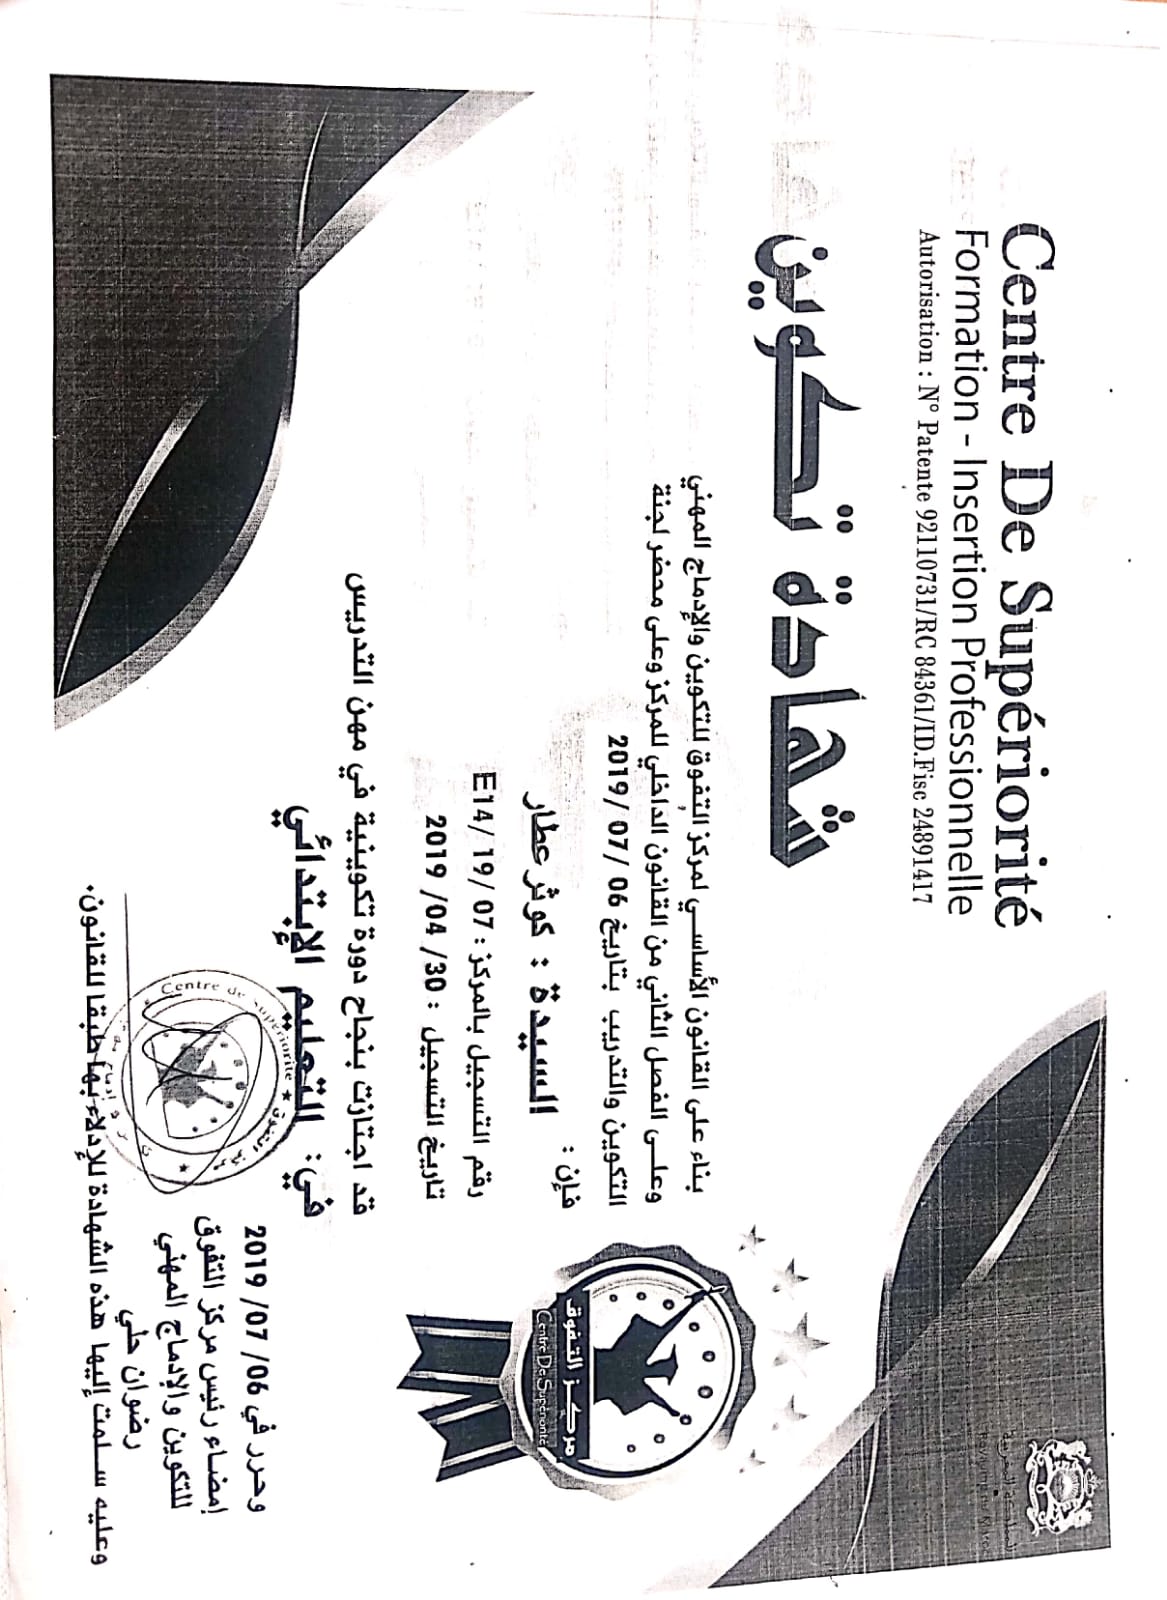 Centre De Supériorité
Formation - Insertion Professionnelle
Autorisation : N° Patente 92110731/RC 84361/ID.Fisc 24891417
شهادة تكوين
بناء على القانون الأساسي لمركز التفوق للتكوين والإدماج المهني
وعلى الفصل الثاني من القانون الداخلي للمركز وعلى محضر لجنة
التكوين والتدريب بتاريخ 06 /07 /2019
فإن :
السيدة : كوثر عطار
رقم التسجيل بالمركز : E14/ 19/ 07
تاريخ التسجيل : 30/ 04/ 2019
قد اجتازت بنجاح دورة تكوينية في مهن التدريس
في: التعليم الإبتدائي
وحرر في 06 /07 /2019
إمضاء رئيس مركز التفوق
للتكوين والإدماج المهني
رضوان حلي
وعليه سلمت إليها هذه الشهادة للإدلاء بها طبقا للقانون.
مركز التفوق
Centre De Supériorité
Centre de Supériorité
مركز التفوق